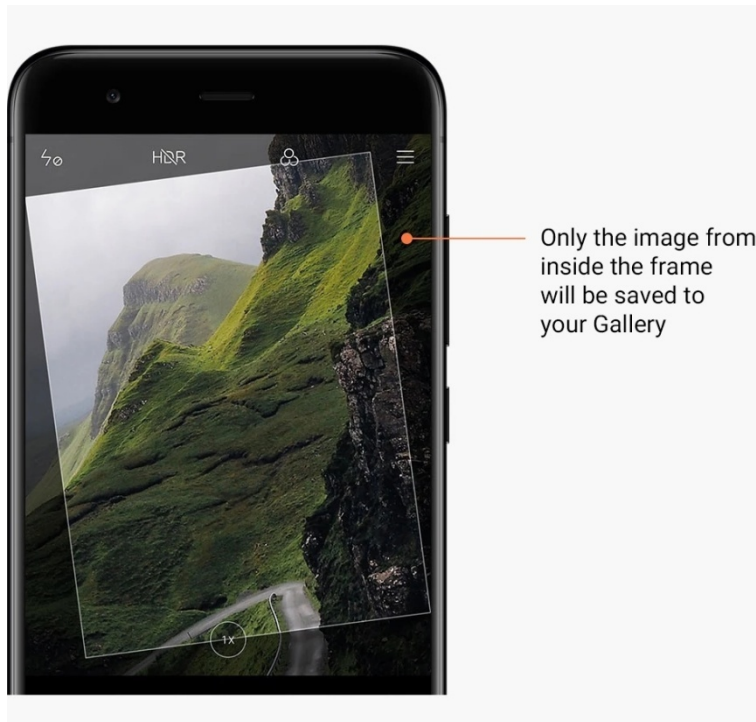 HDR
Only the image from
inside the frame
will be saved to
your Gallery
1X